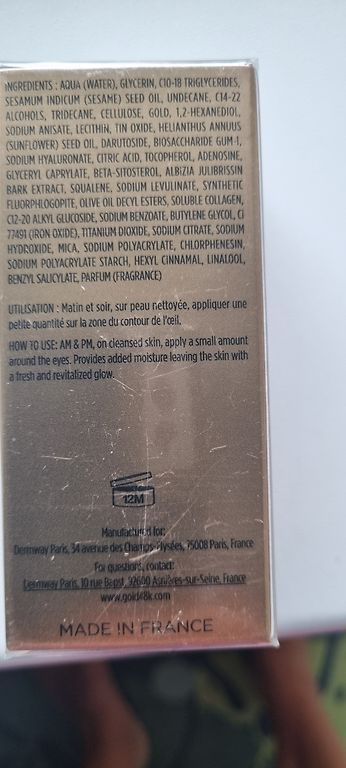 INGREDIENTS : AQUA (WATER), GLYCERIN, C10-18 TRIGLYCERIDES,
SESAMUM INDICUM (SESAME) SEED OIL, UNDECANE, C14-22
ALCOHOLS, TRIDECANE, CELLULOSE, GOLD, 1,2-HEXANEDIOL,
SODIUM ANISATE, LECITHIN, TIN OXIDE, HELIANTHUS ANNUUS
(SUNFLOWER) SEED OIL, DARUTOSIDE, BIOSACCHARIDE GUM-1,
SODIUM HYALURONATE, CITRIC ACID, TOCOPHEROL, ADENOSINE,
GLYCERYL CAPRYLATE, BETA-SITOSTEROL, ALBIZIA JULIBRISSIN
BARK EXTRACT, SQUALENE, SODIUM LEVULINATE, SYNTHETIC
FLUORPHLOGOPITE, OLIVE OIL DECYL ESTERS, SOLUBLE COLLAGEN,
C12-20 ALKYL GLUCOSIDE, SODIUM BENZOATE, BUTYLENE GLYCOL, CI
77491 (IRON OXIDE), TITANIUM DIOXIDE, SODIUM CITRATE, SODIUM
HYDROXIDE, MICA, SODIUM POLYACRYLATE, CHLORPHENESIN,
SODIUM POLYACRYLATE STARCH, HEXYL CINNAMAL, LINALOOL,
BENZYL SALICYLATE, PARFUM (FRAGRANCE)
UTILISATION : Matin et soir, sur peau nettoyée, appliquer une
petite quantité sur la zone du contour de l'œil.
HOW TO USE: AM & PM, on cleansed skin, apply a small amount
around the eyes. Provides added moisture leaving the skin with
a fresh and revitalized glow.
12M
Manufactured for:
Dermway Paris, 34 avenue des Champs-Elysées, 75008 Paris, France
For questions, contact:
Dermway Paris, 10 rue Bapst, 92600 Asnières-sur-Seine, France
www.gold48k.com
MADE IN FRANCE